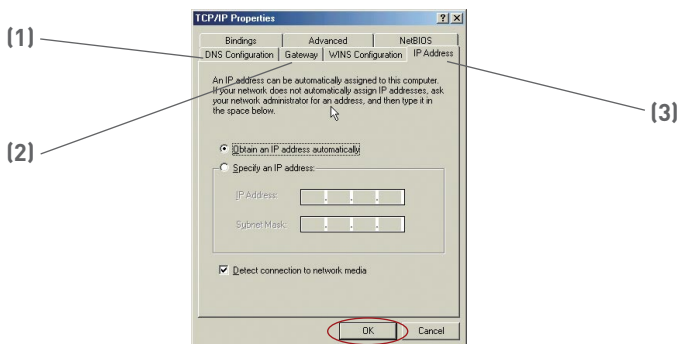 TCP/IP Properties
Bindings Advanced NetBIOS
(1)
DNS Configuration Gateway WINS Configuration IP Address
An IP address can be automatically assigned to this computer.
If your network does not automatically assign IP addresses, ask
your network administrator for an address, and then type it in
the space below.
(3)
(2)
Obtain an IP address automatically
Specify an IP address:
IP Address:
. . .
Subnet Mask:
. . .
Detect connection to network media
OK Cancel